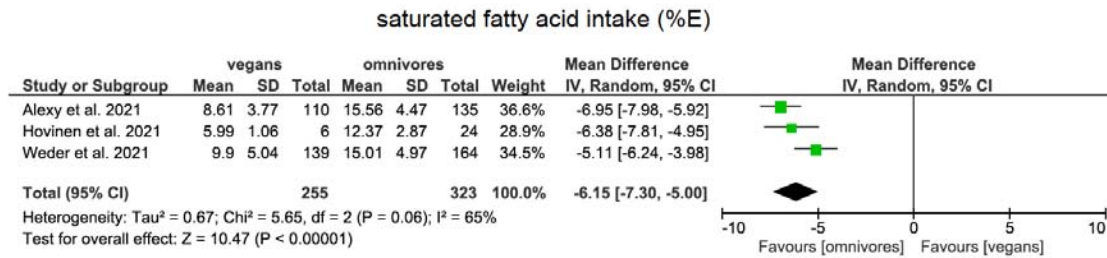 saturated fatty acid intake (%E)
vegans omnivores Mean Difference Mean Difference
Study or Subgroup Mean SD Total Mean SD Total Weight IV, Random, 95% CI IV, Random, 95% CI
Alexy et al. 2021 8.61 3.77 110 15.56 4.47 135 36.6% -6.95 [-7.98, -5.92]
Hovinen et al. 2021 5.99 1.06 6 12.37 2.87 24 28.9% -6.38 [-7.81, -4.95]
Weder et al. 2021 9.9 5.04 139 15.01 4.97 164 34.5% -5.11 [-6.24, -3.98]
Total (95% CI) 255 323 100.0% -6.15 [-7.30, -5.00]
Heterogeneity: Tau² = 0.67; Chi² = 5.65, df = 2 (P = 0.06); I² = 65%
Test for overall effect: Z = 10.47 (P < 0.00001)
-10 -5 0 5 10
Favours [omnivores] Favours [vegans]